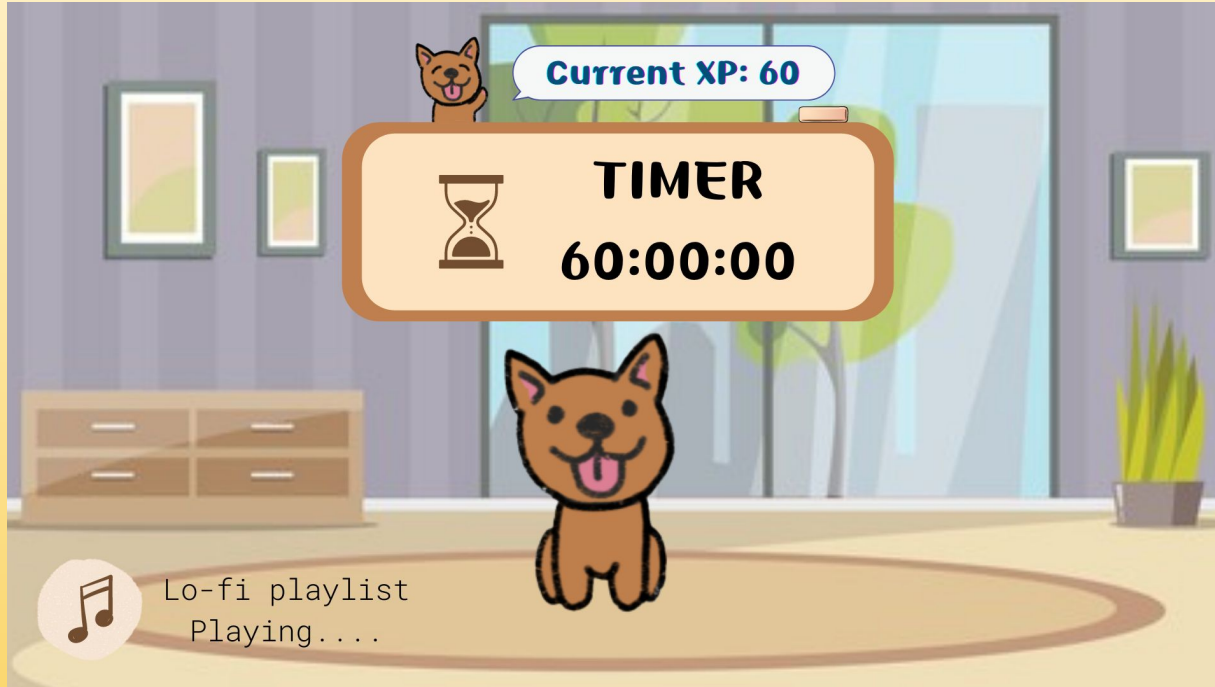 Current XP: 60
TIMER
60:00:00
Lo-fi playlist
Playing....